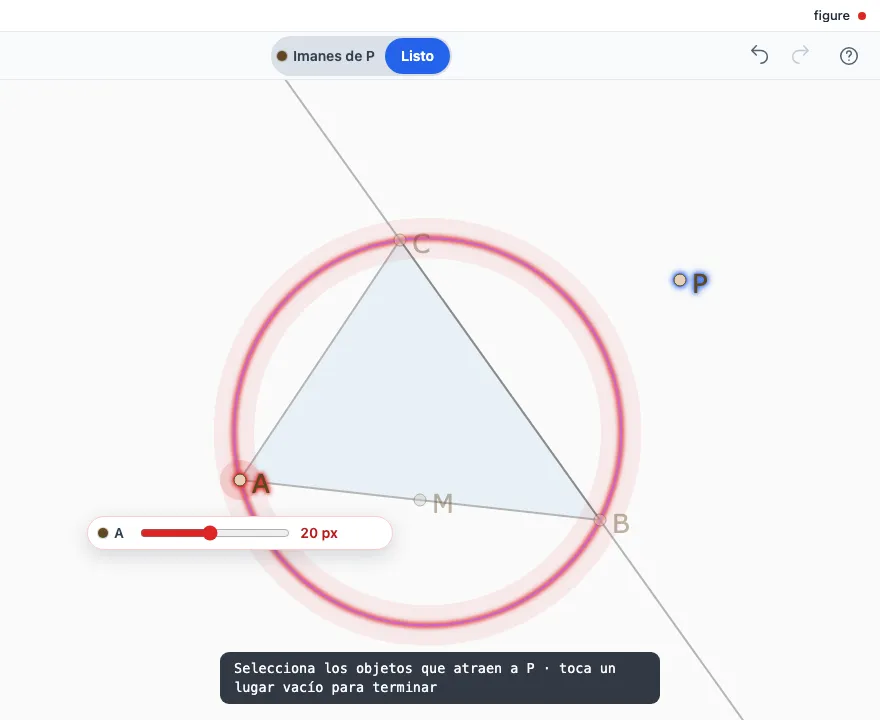 figure
Imanes de P
Listo
C
P
A
M
B
A
20 px
Selecciona los objetos que atraen a P · toca un
lugar vacío para terminar